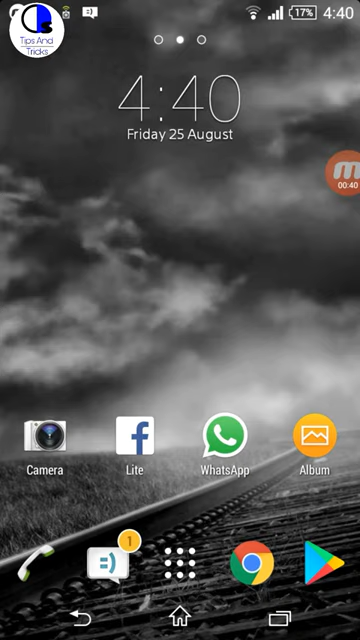 Tips And
Tricks
17%
4:40
4:40
Friday 25 August
00:40
Camera
Lite
WhatsApp
Album
1